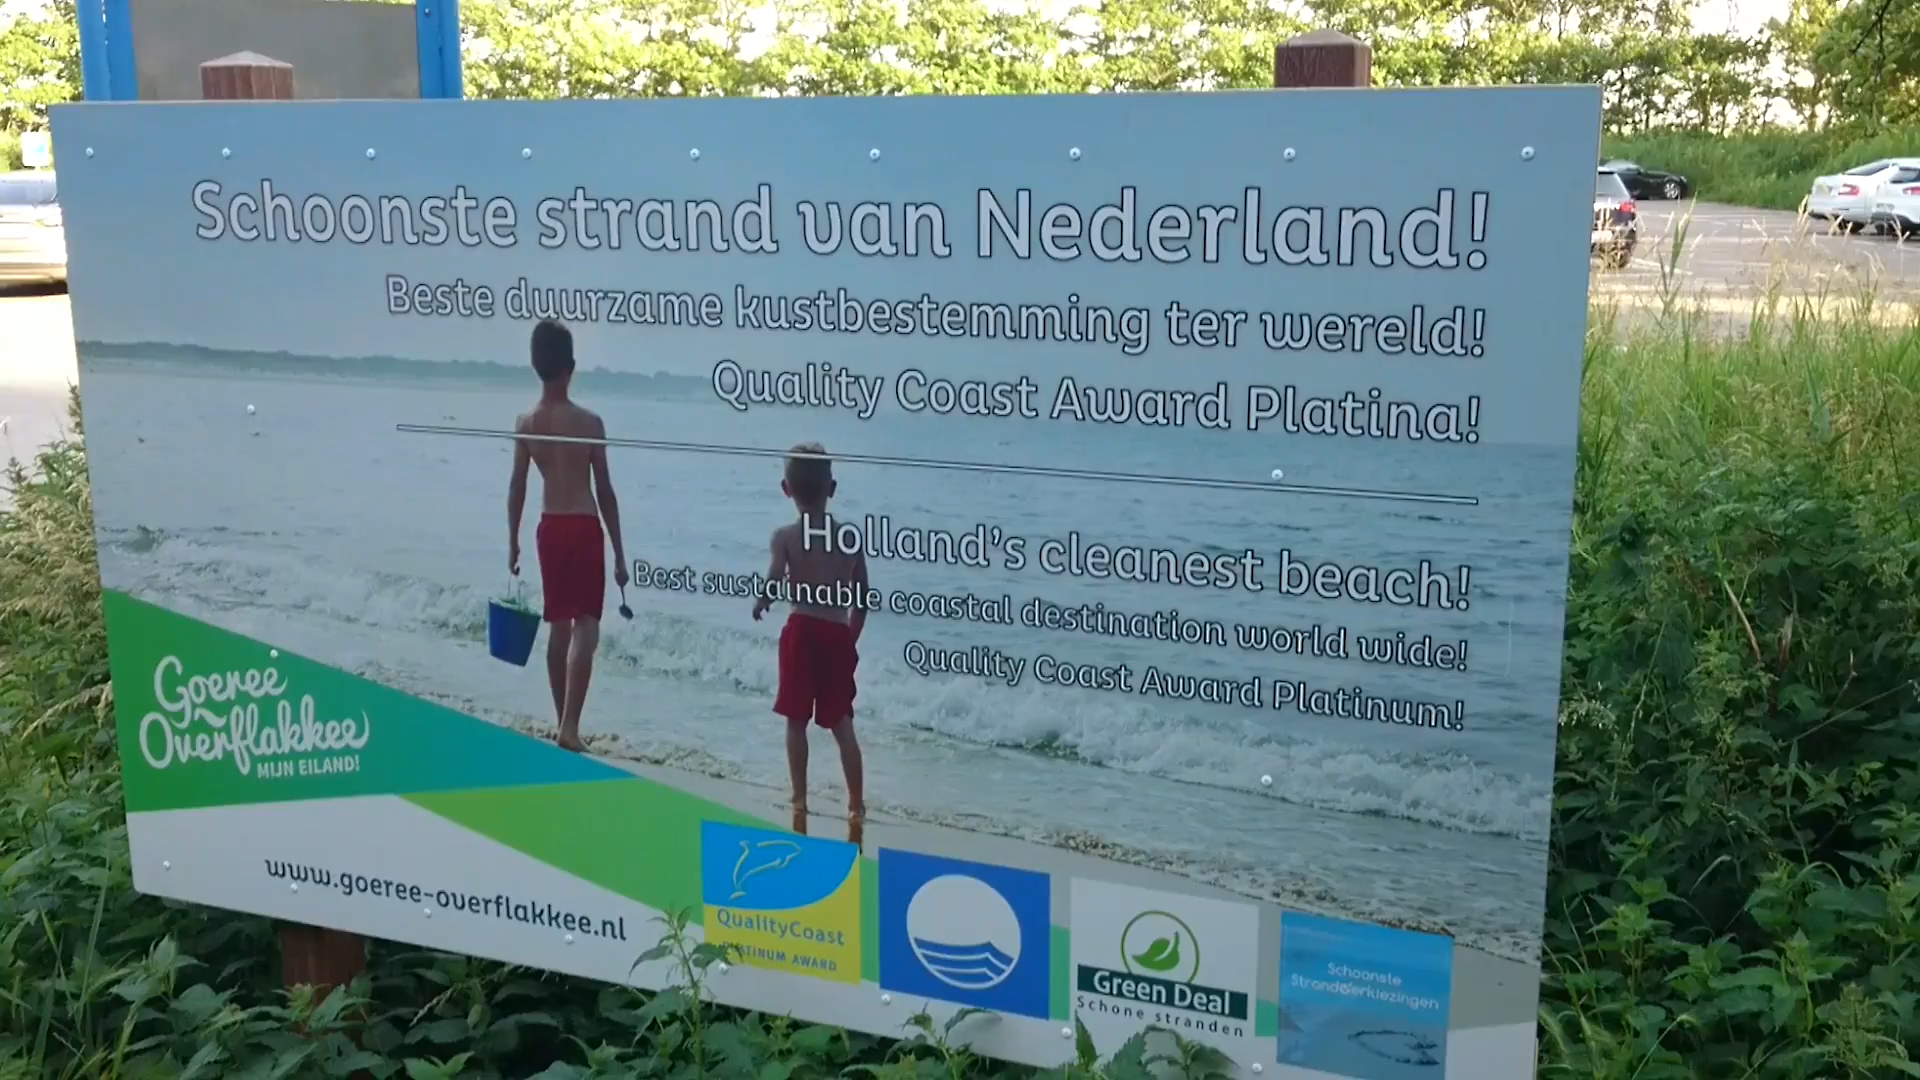 Schoonste strand van Nederland!
Beste duurzame kustbestemming ter wereld!
Quality Coast Award Platina!
Holland's cleanest beach!
Best sustainable coastal destination world wide!
Quality Coast Award Platinum!
Goeree
Overflakkee
MIJN EILAND!
www.goeree-overflakkee.nl
QualityCoast
PLATINUM AWARD
Green Deal
Schone stranden
Schoonste
Strandverkiezingen